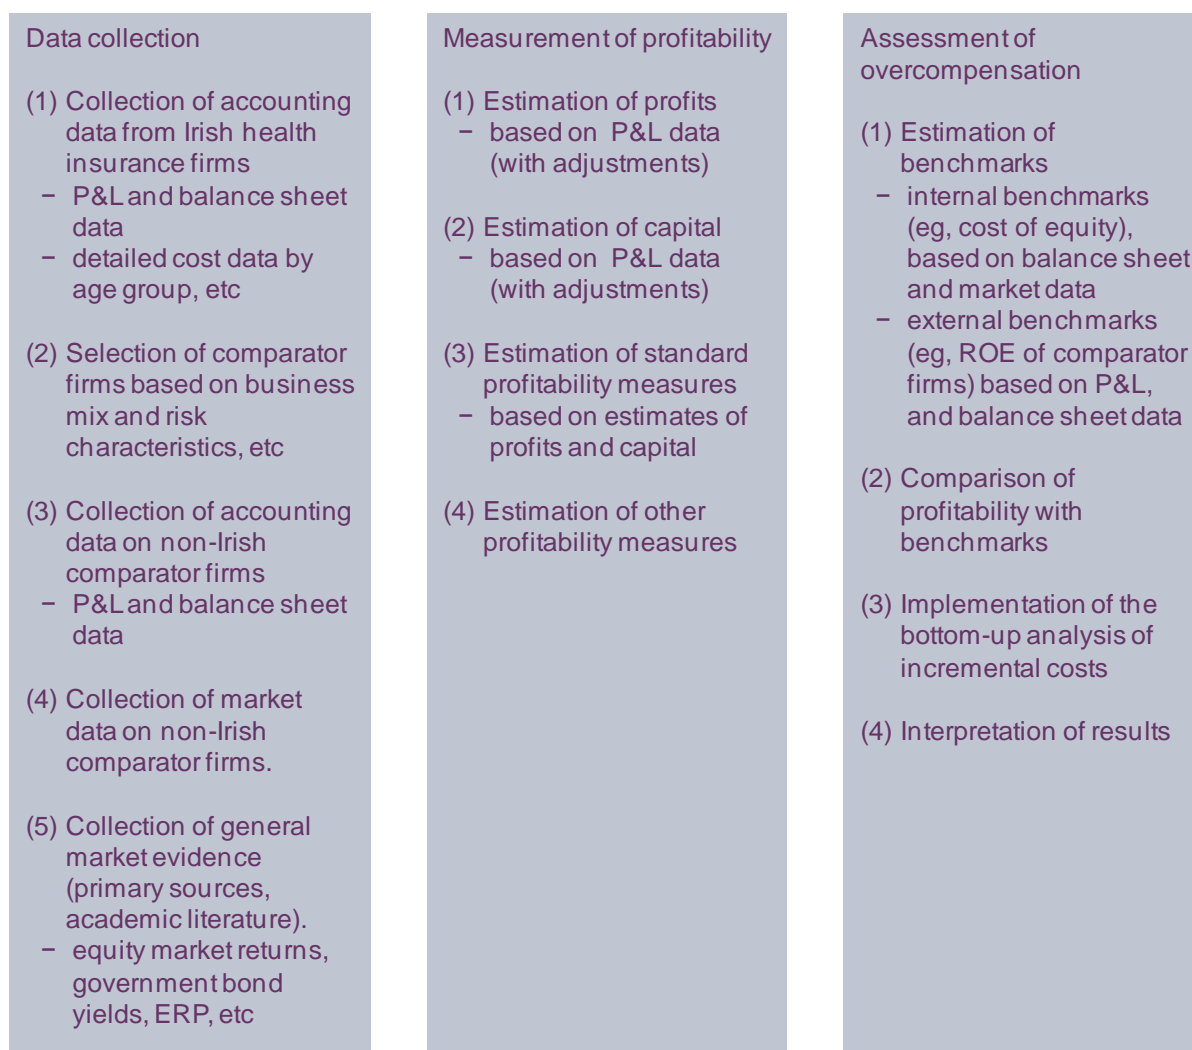 Data collection
(1) Collection of accounting
data from Irish health
insurance firms
− P&L and balance sheet
data
− detailed cost data by
age group, etc
(2) Selection of comparator
firms based on business
mix and risk
characteristics, etc
(3) Collection of accounting
data on non-Irish
comparator firms
− P&L and balance sheet
data
(4) Collection of market
data on non-Irish
comparator firms.
(5) Collection of general
market evidence
(primary sources,
academic literature).
− equity market returns,
government bond
yields, ERP, etc
Measurement of profitability
(1) Estimation of profits
− based on P&L data
(with adjustments)
(2) Estimation of capital
− based on P&L data
(with adjustments)
(3) Estimation of standard
profitability measures
− based on estimates of
profits and capital
(4) Estimation of other
profitability measures
Assessment of
overcompensation
(1) Estimation of
benchmarks
− internal benchmarks
(eg, cost of equity),
based on balance sheet
and market data
− external benchmarks
(eg, ROE of comparator
firms) based on P&L,
and balance sheet data
(2) Comparison of
profitability with
benchmarks
(3) Implementation of the
bottom-up analysis of
incremental costs
(4) Interpretation of results